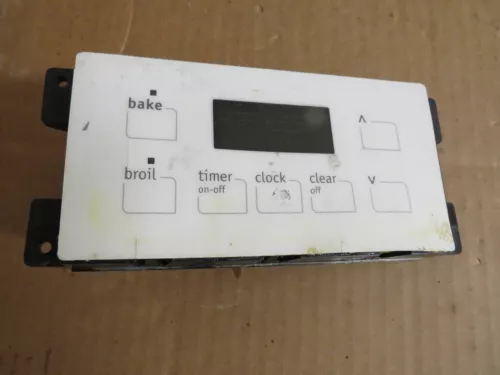 bake
^
broil
timer
on-off
clock
clear
off
v